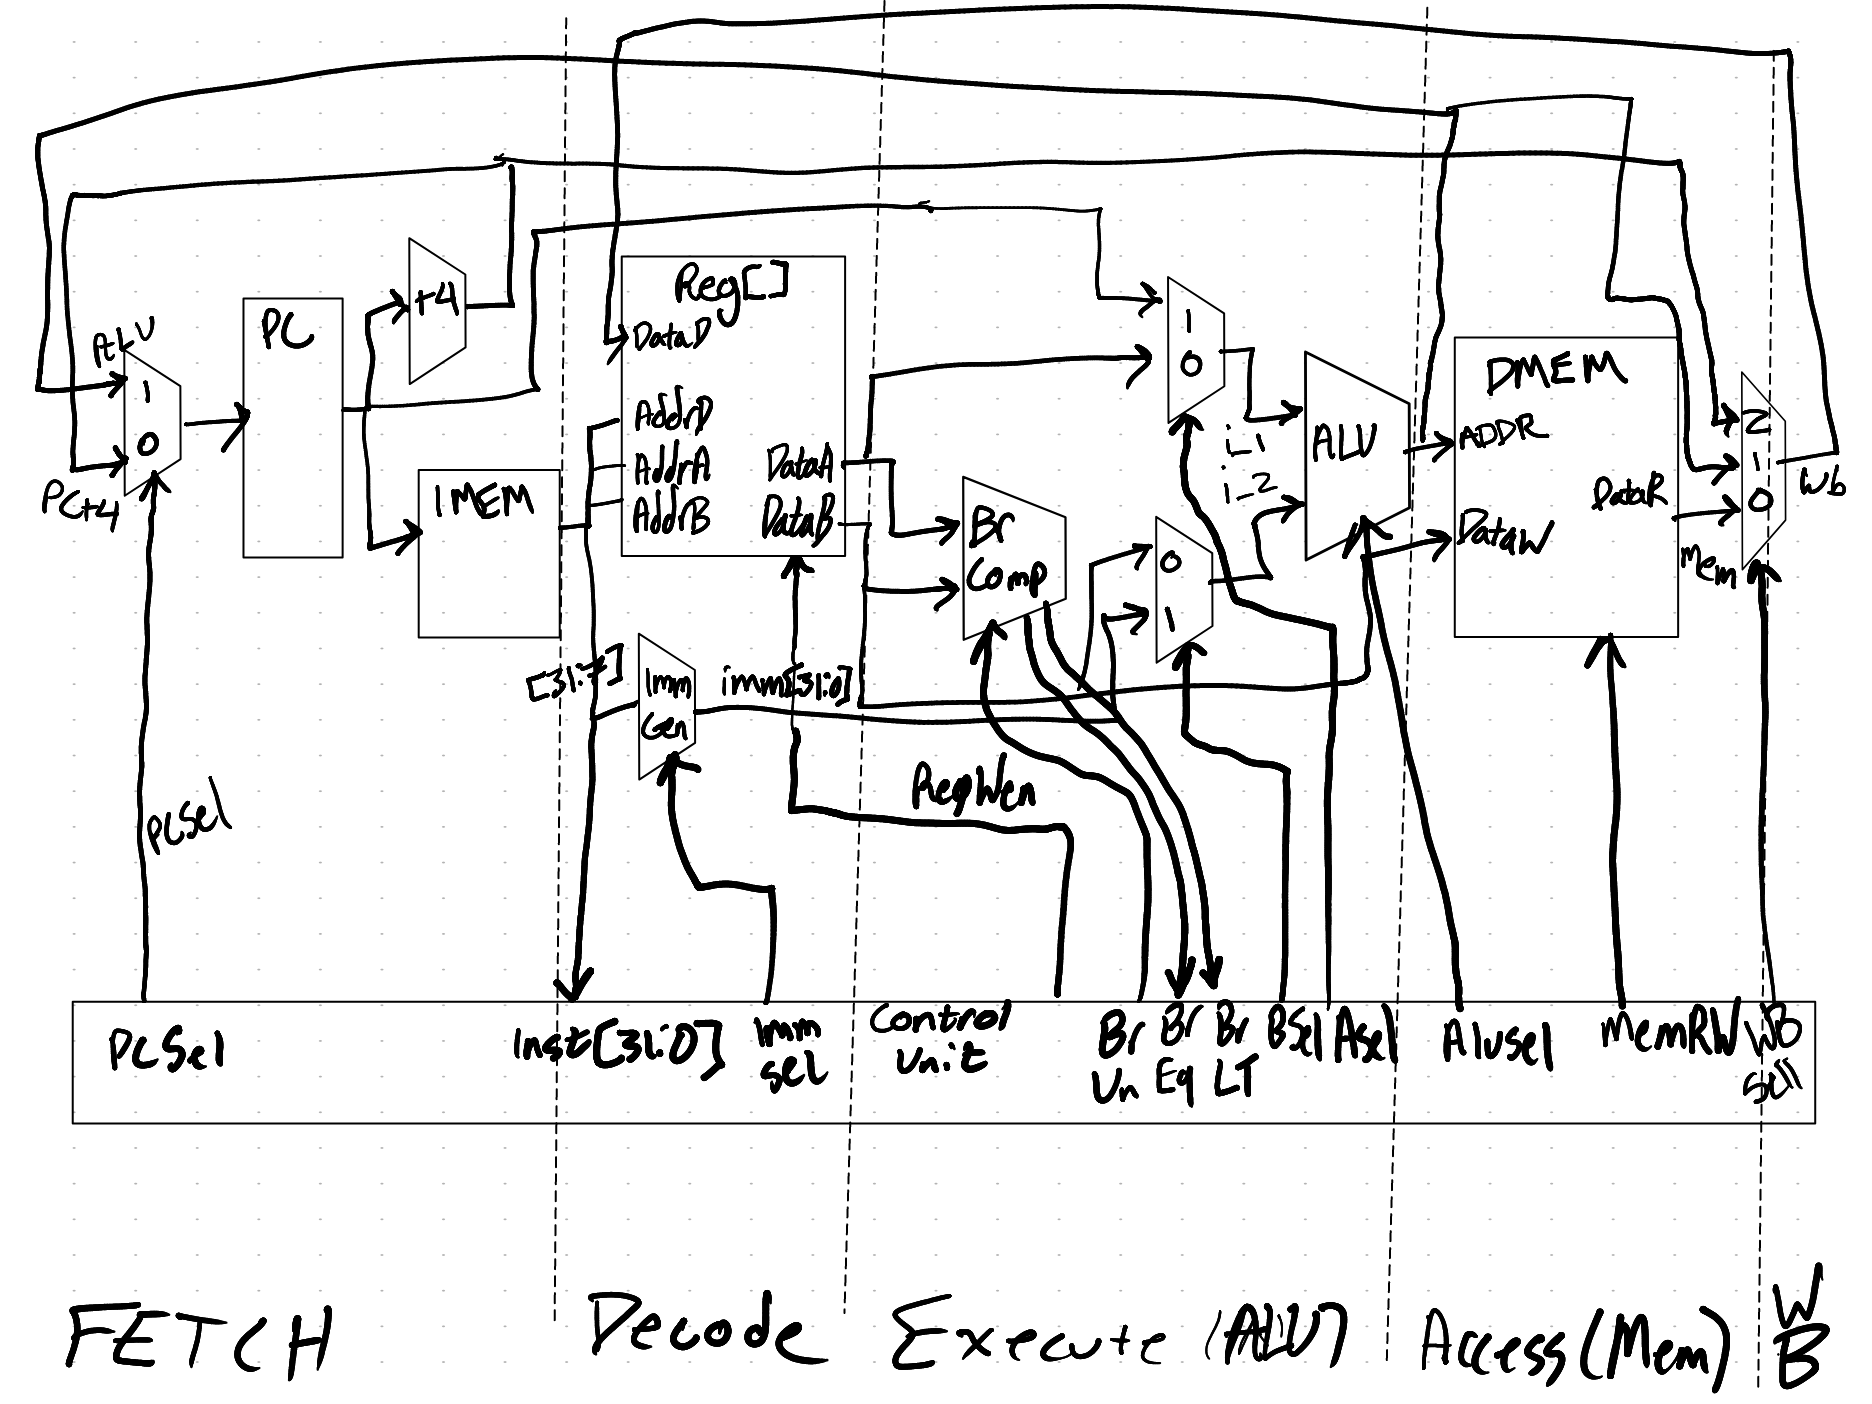 ALU
1
0
PC+4
PC
+4
IMEM
PCSel
Reg[]
DataD
AddrD
AddrA
AddrB
DataA
DataB
[31:7]
Imm
Gen
imm[31:0]
RegWen
Br
Comp
1
0
0
1
i_1
i_2
ALU
DMEM
ADDR
DataR
DataW
Mem
2
1
0
Wb
PCSel
Inst[31:0]
Imm
sel
Control
Unit
Br
Un
Br
Eq
Br
LT
BSel
Asel
Alusel
MemRW
WB
sell
FETCH
Decode
Execute (ALU)
Access (Mem)
WB